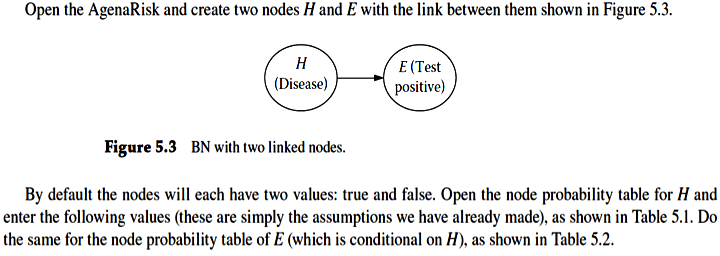 Open the AgenaRisk and create two nodes H and E with the link between them shown in Figure 5.3.
H
(Disease)
E (Test
positive)
Figure 5.3 BN with two linked nodes.
By default the nodes will each have two values: true and false. Open the node probability table for H and
enter the following values (these are simply the assumptions we have already made), as shown in Table 5.1. Do
the same for the node probability table of E (which is conditional on H), as shown in Table 5.2.